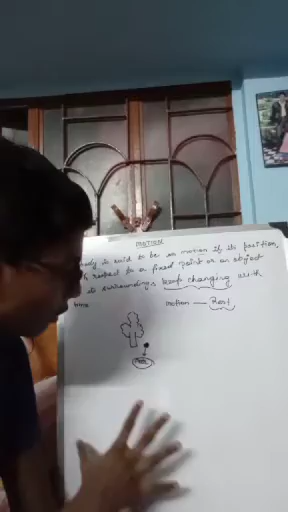 MOTION
body is said to be in motion if its position,
respect to a fixed point or an object
its surroundings keep changing with
time
motion — Rest